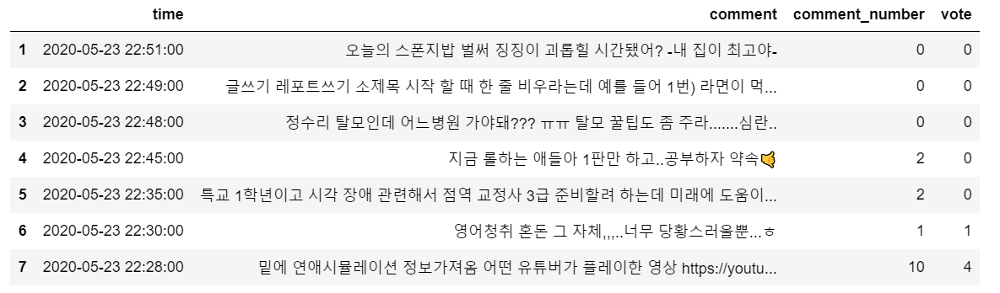 time comment comment_number vote
1 2020-05-23 22:51:00 오늘의 스폰지밥 벌써 징징이 괴롭힐 시간됐어? -내 집이 최고야- 0 0
2 2020-05-23 22:49:00 글쓰기 레포트쓰기 소제목 시작 할 때 한 줄 비우라는데 예를 들어 1번) 라면이 먹... 0 0
3 2020-05-23 22:48:00 정수리 탈모인데 어느병원 가야돼??? ㅠㅠ 탈모 꿀팁도 좀 주라.......심란.. 0 0
4 2020-05-23 22:45:00 지금 롤하는 애들아 1판만 하고..공부하자 약속🤙 2 0
5 2020-05-23 22:35:00 특교 1학년이고 시각 장애 관련해서 점역 교정사 3급 준비할려 하는데 미래에 도움이... 2 0
6 2020-05-23 22:30:00 영어청취 혼돈 그 자체,,,..너무 당황스러울뿐...ㅎ 1 1
7 2020-05-23 22:28:00 밑에 연애시뮬레이션 정보가져옴 어떤 유튜버가 플레이한 영상 https://youtu... 10 4